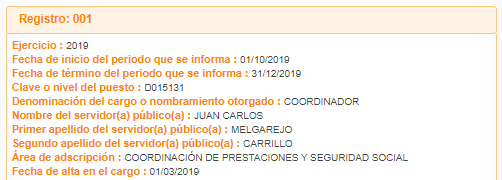 Registro: 001
Ejercicio : 2019
Fecha de inicio del periodo que se informa : 01/10/2019
Fecha de término del periodo que se informa : 31/12/2019
Clave o nivel del puesto : D015131
Denominación del cargo o nombramiento otorgado : COORDINADOR
Nombre del servidor(a) público(a) : JUAN CARLOS
Primer apellido del servidor(a) público(a) : MELGAREJO
Segundo apellido del servidor(a) público(a) : CARRILLO
Área de adscripción : COORDINACIÓN DE PRESTACIONES Y SEGURIDAD SOCIAL
Fecha de alta en el cargo : 01/03/2019